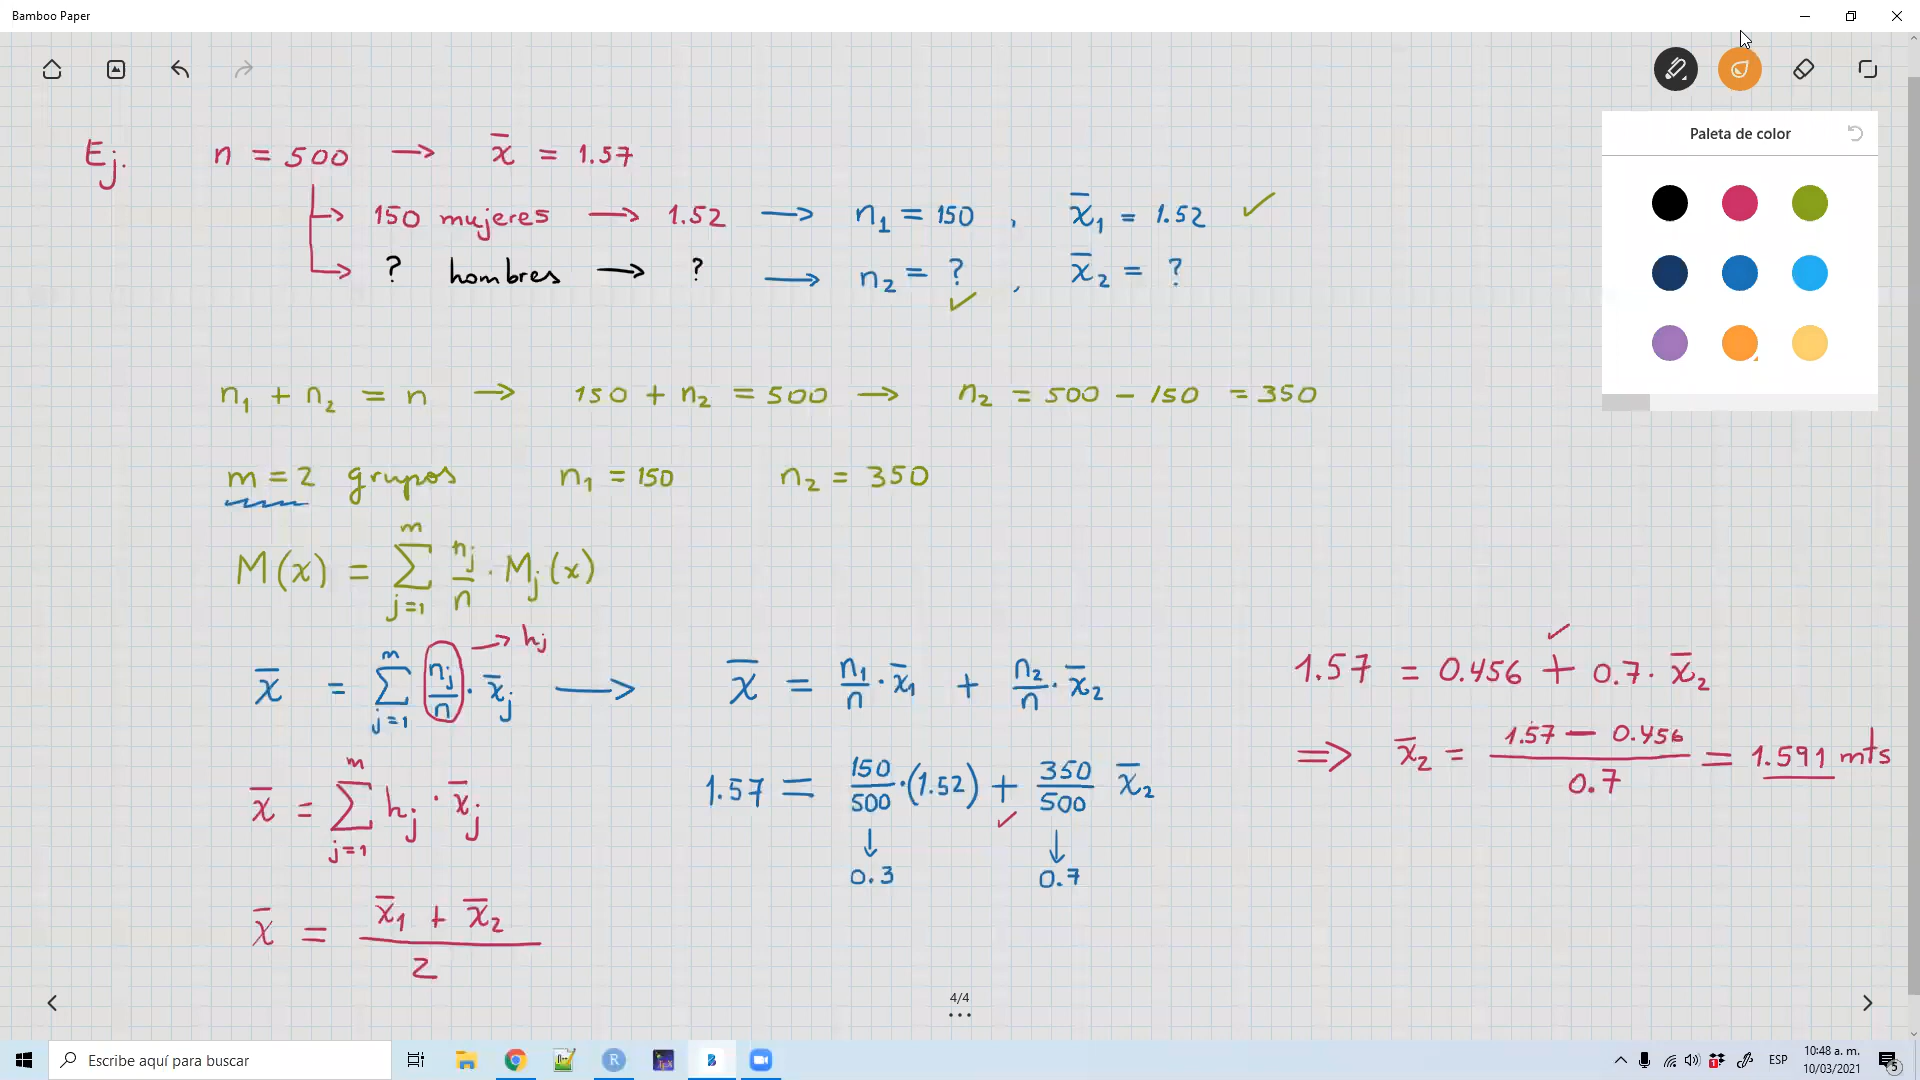 Bamboo Paper
Paleta de color
Ej. n = 500 → x̄ = 1.57
150 mujeres → 1.52 → n₁ = 150 , x̄₁ = 1.52 ✓
? hombres → ? → n₂ = ? ✓ , x̄₂ = ?
n₁ + n₂ = n → 150 + n₂ = 500 → n₂ = 500 − 150 = 350
m = 2 grupos n₁ = 150 n₂ = 350
M(x) = ∑_{j=1}^{m} nⱼ/n · Mⱼ(x)
→ hⱼ
x̄ = ∑_{j=1}^{m} nⱼ/n · x̄ⱼ → x̄ = n₁/n · x̄₁ + n₂/n · x̄₂
1.57 = 0.456 + 0.7 · x̄₂
⇒ x̄₂ = (1.57 − 0.456)/0.7 = 1.591 mts
1.57 = 150/500 · (1.52) + 350/500 x̄₂
↓ 0.3 ↓ 0.7
x̄ = ∑_{j=1}^{m} hⱼ · x̄ⱼ
x̄ = (x̄₁ + x̄₂)/2
4/4
Escribe aquí para buscar
ESP
10:48 a. m.
10/03/2021
5